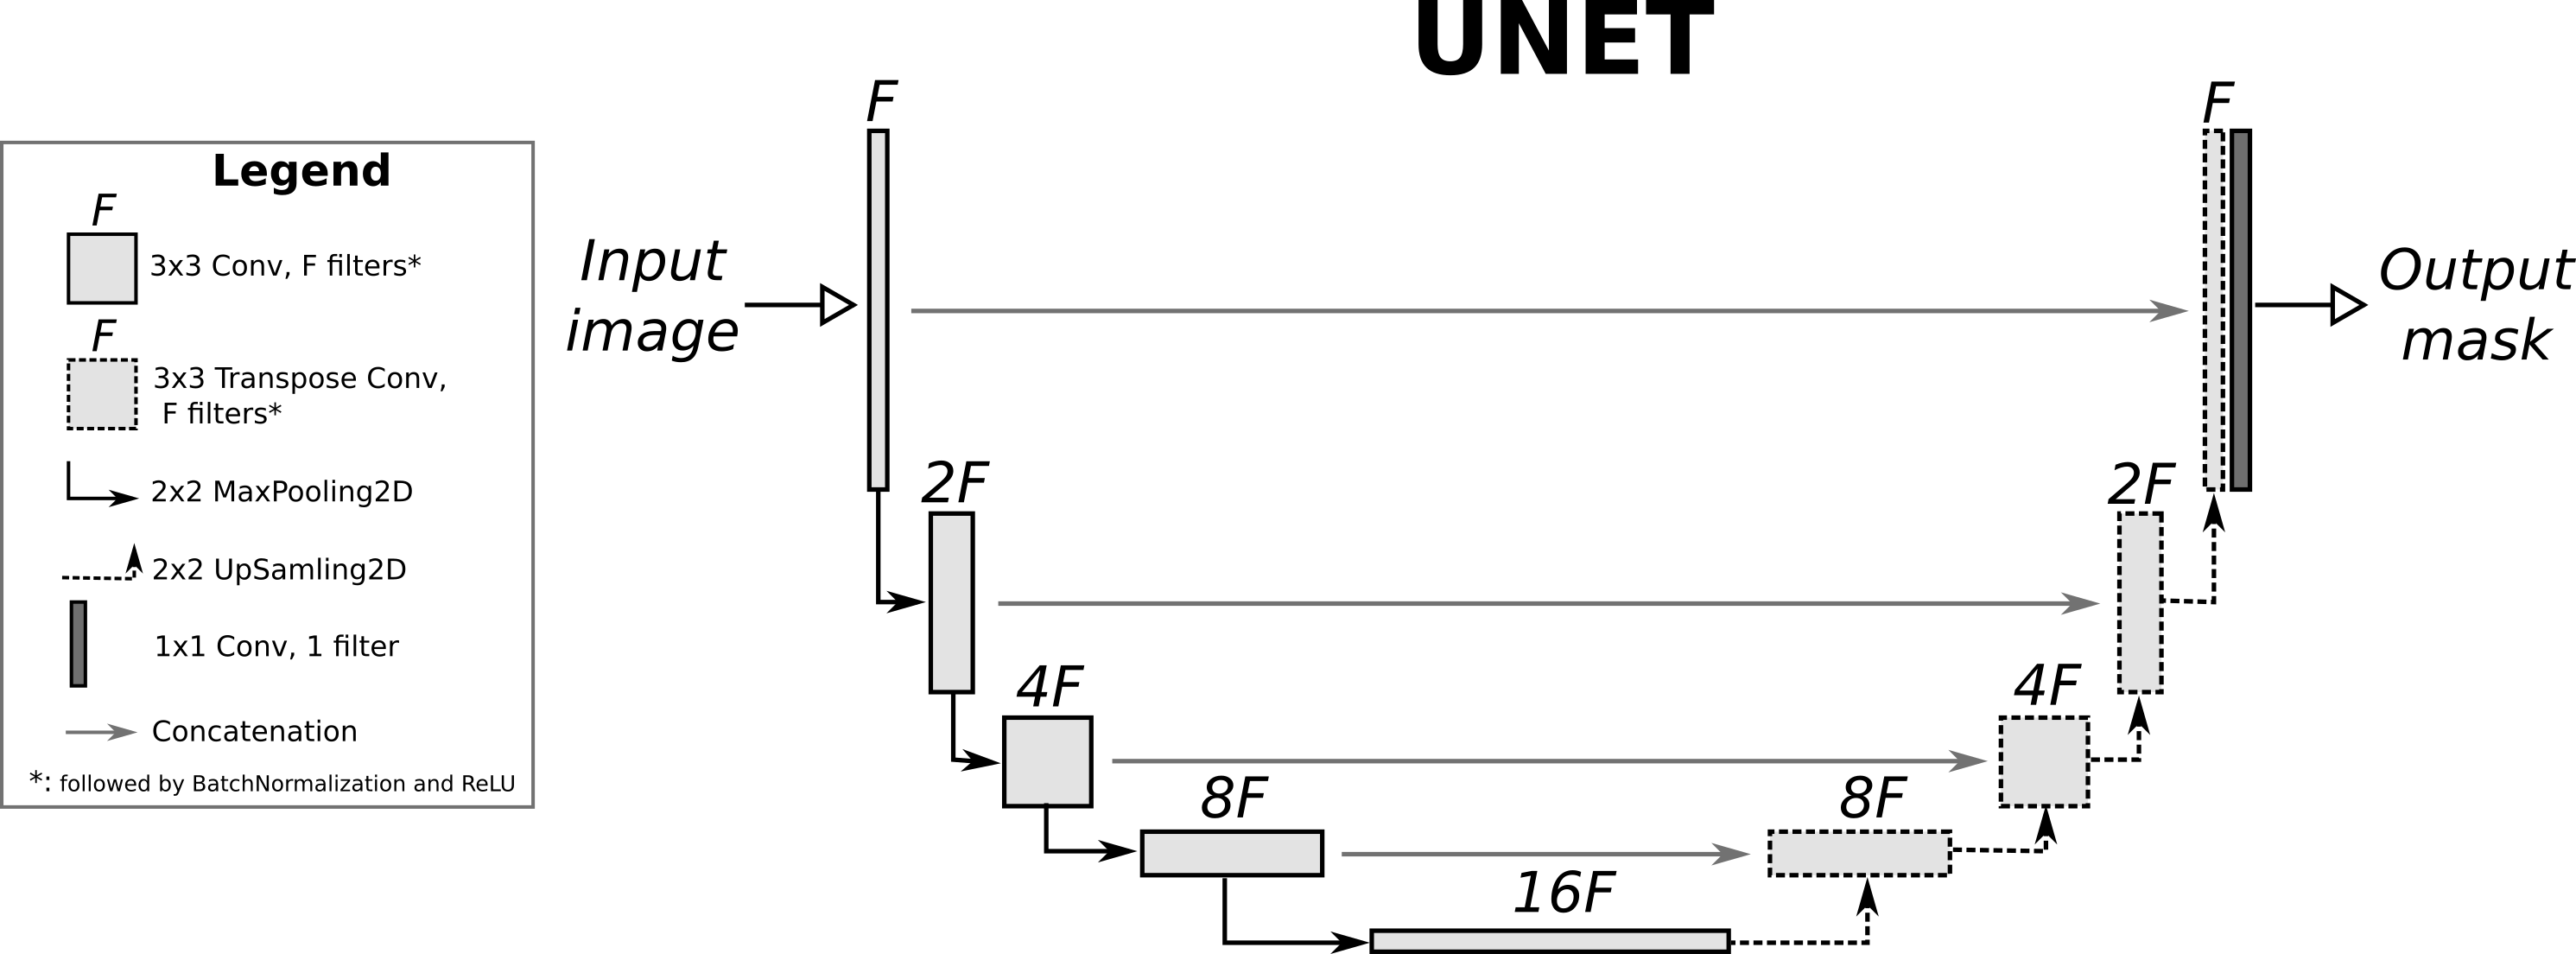 UNET
Legend
F
3x3 Conv, F filters*
F
3x3 Transpose Conv,
F filters*
2x2 MaxPooling2D
2x2 UpSamling2D
1x1 Conv, 1 filter
Concatenation
*: followed by BatchNormalization and ReLU
Input
image
F
2F
4F
8F
16F
8F
4F
2F
F
Output
mask